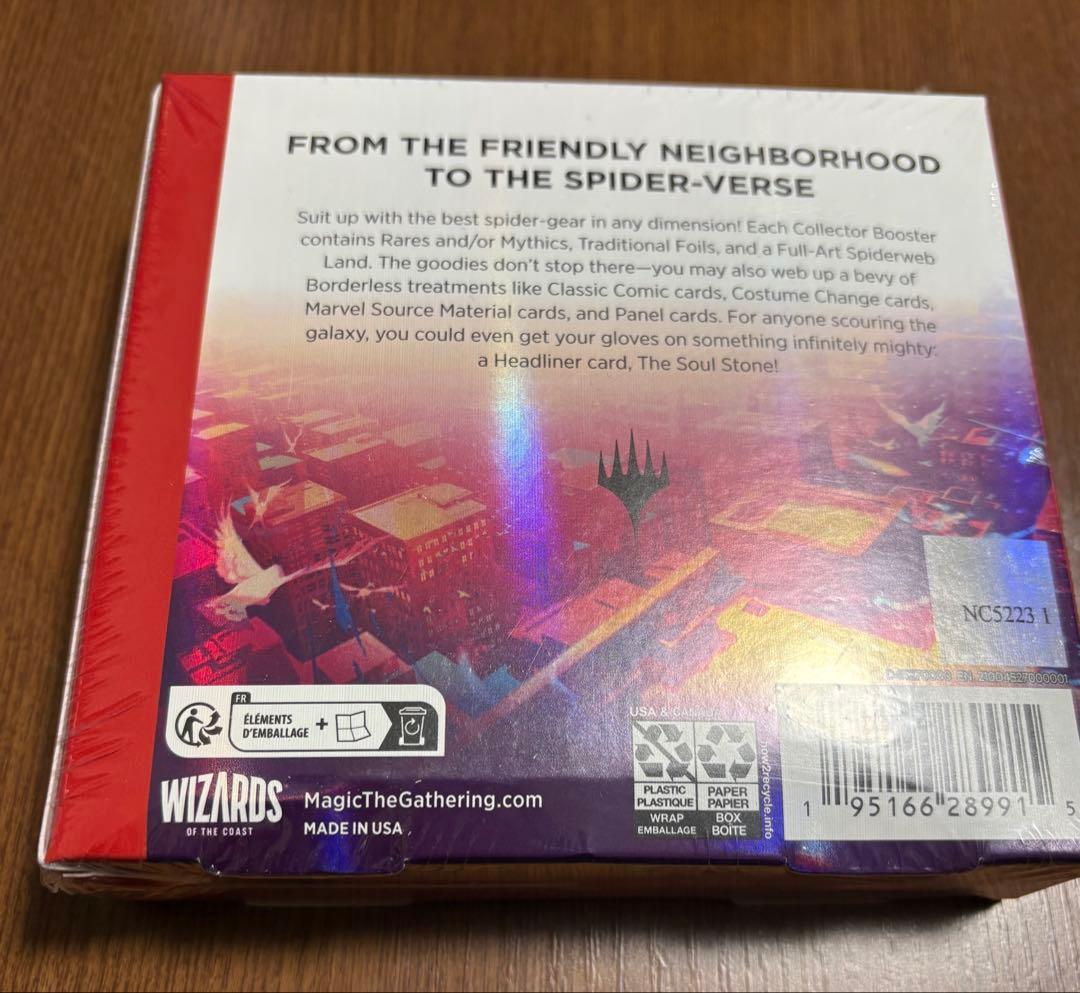 FROM THE FRIENDLY NEIGHBORHOOD
TO THE SPIDER-VERSE
Suit up with the best spider-gear in any dimension! Each Collector Booster
contains Rares and/or Mythics, Traditional Foils, and a Full-Art Spiderweb
Land. The goodies don't stop there—you may also web up a bevy of
Borderless treatments like Classic Comic cards, Costume Change cards,
Marvel Source Material cards, and Panel cards. For anyone scouring the
galaxy, you could even get your gloves on something infinitely mighty:
a Headliner card, The Soul Stone!
NC5223 1
EN 21004527000001
FR
ÉLÉMENTS
D'EMBALLAGE
+
WIZARDS
OF THE COAST
MagicTheGathering.com
MADE IN USA
USA & CANADA
PLASTIC
PLASTIQUE
WRAP
EMBALLAGE
PAPER
PAPIER
BOX
BOÎTE
how2recycle.info
1 95166 28991 5